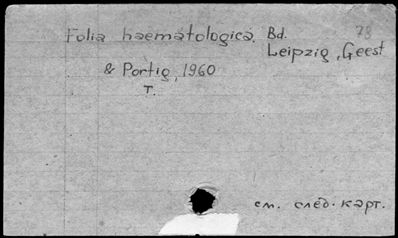 Folia haematologica. Bd. 78
Leipzig, Geest
& Portig, 1960
т.
см. след. карт.